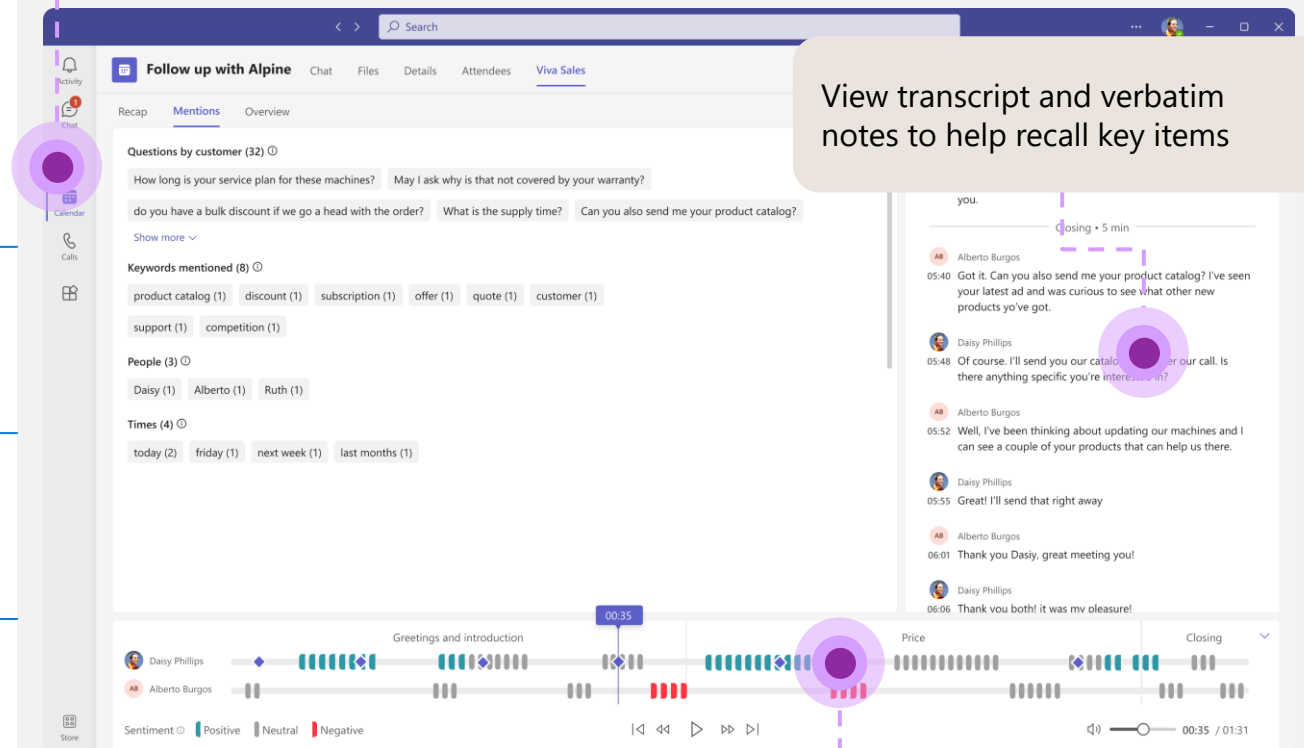 Search
...
Activity
1
Chat
Calendar
Calls
Store
Follow up with Alpine Chat Files Details Attendees Viva Sales
Recap Mentions Overview
View transcript and verbatim
notes to help recall key items
Questions by customer (32)
How long is your service plan for these machines? May I ask why is that not covered by your warranty?
do you have a bulk discount if we go a head with the order? What is the supply time? Can you also send me your product catalog?
Show more
Keywords mentioned (8)
product catalog (1) discount (1) subscription (1) offer (1) quote (1) customer (1)
support (1) competition (1)
People (3)
Daisy (1) Alberto (1) Ruth (1)
Times (4)
today (2) friday (1) next week (1) last months (1)
you.
Closing • 5 min
AB Alberto Burgos
05:40 Got it. Can you also send me your product catalog? I've seen
your latest ad and was curious to see what other new
products yo've got.
Daisy Phillips
05:48 Of course. I'll send you our our call. Is
there anything specific you're interested in?
AB Alberto Burgos
05:52 Well, I've been thinking about updating our machines and I
can see a couple of your products that can help us there.
Daisy Phillips
05:55 Great! I'll send that right away
AB Alberto Burgos
06:01 Thank you Dasiy, great meeting you!
Daisy Phillips
06:06 Thank you both! it was my pleasure!
00:35
Greetings and introduction Price Closing
Daisy Phillips
AB Alberto Burgos
Sentiment Positive Neutral Negative
00:35 / 01:31